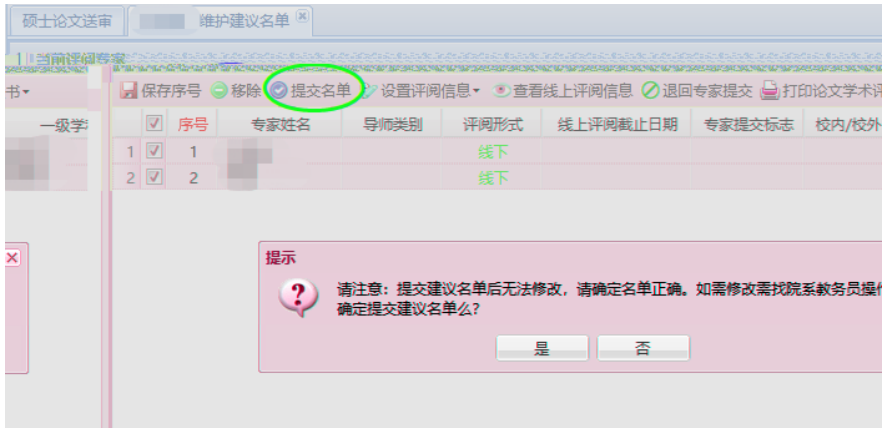 硕士论文送审
维护建议名单
当前评阅专家
书
保存序号 移除 提交名单 设置评阅信息 查看线上评阅信息 退回专家提交 打印论文学术评
一级学 序号 专家姓名 导师类别 评阅形式 线上评阅截止日期 专家提交标志 校内/校外
1 1 线下
2 2 线下
提示
请注意：提交建议名单后无法修改，请确定名单正确。如需修改需找院系教务员操作
确定提交建议名单么？
是 否